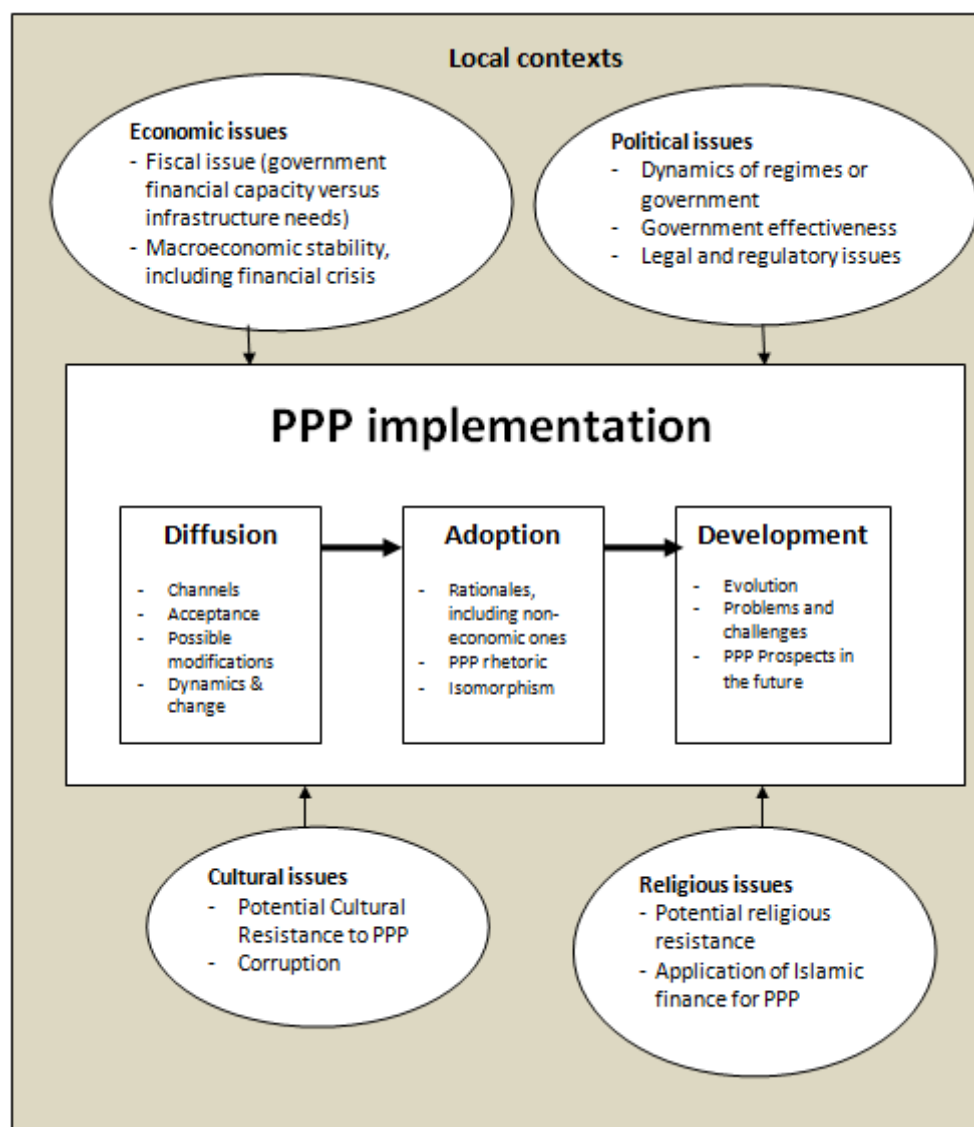 Local contexts
Economic issues
- Fiscal issue (government
financial capacity versus
infrastructure needs)
- Macroeconomic stability,
including financial crisis
Political issues
- Dynamics of regimes or
government
- Government effectiveness
- Legal and regulatory issues
PPP implementation
Diffusion
- Channels
- Acceptance
- Possible
modifications
- Dynamics &
change
Adoption
- Rationales,
including non-
economic ones
- PPP rhetoric
- Isomorphism
Development
- Evolution
- Problems and
challenges
- PPP Prospects in
the future
Cultural issues
- Potential Cultural
Resistance to PPP
- Corruption
Religious issues
- Potential religious
resistance
- Application of Islamic
finance for PPP